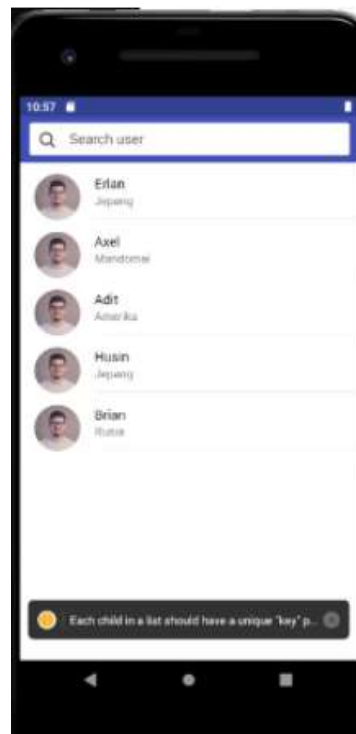 10:57
Search user
Erlan
Jepang
Axel
Mandomai
Adit
Amerika
Husin
Jepang
Brian
Rusia
Each child in a list should have a unique "key" p...